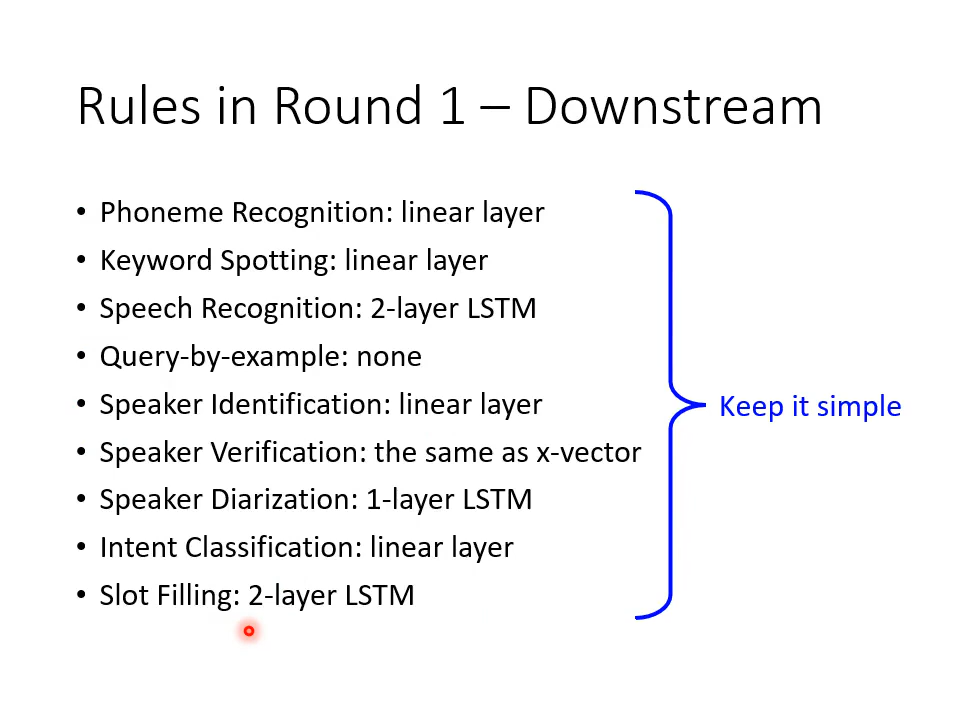 Rules in Round 1 – Downstream
• Phoneme Recognition: linear layer
• Keyword Spotting: linear layer
• Speech Recognition: 2-layer LSTM
• Query-by-example: none
• Speaker Identification: linear layer
• Speaker Verification: the same as x-vector
• Speaker Diarization: 1-layer LSTM
• Intent Classification: linear layer
• Slot Filling: 2-layer LSTM
Keep it simple